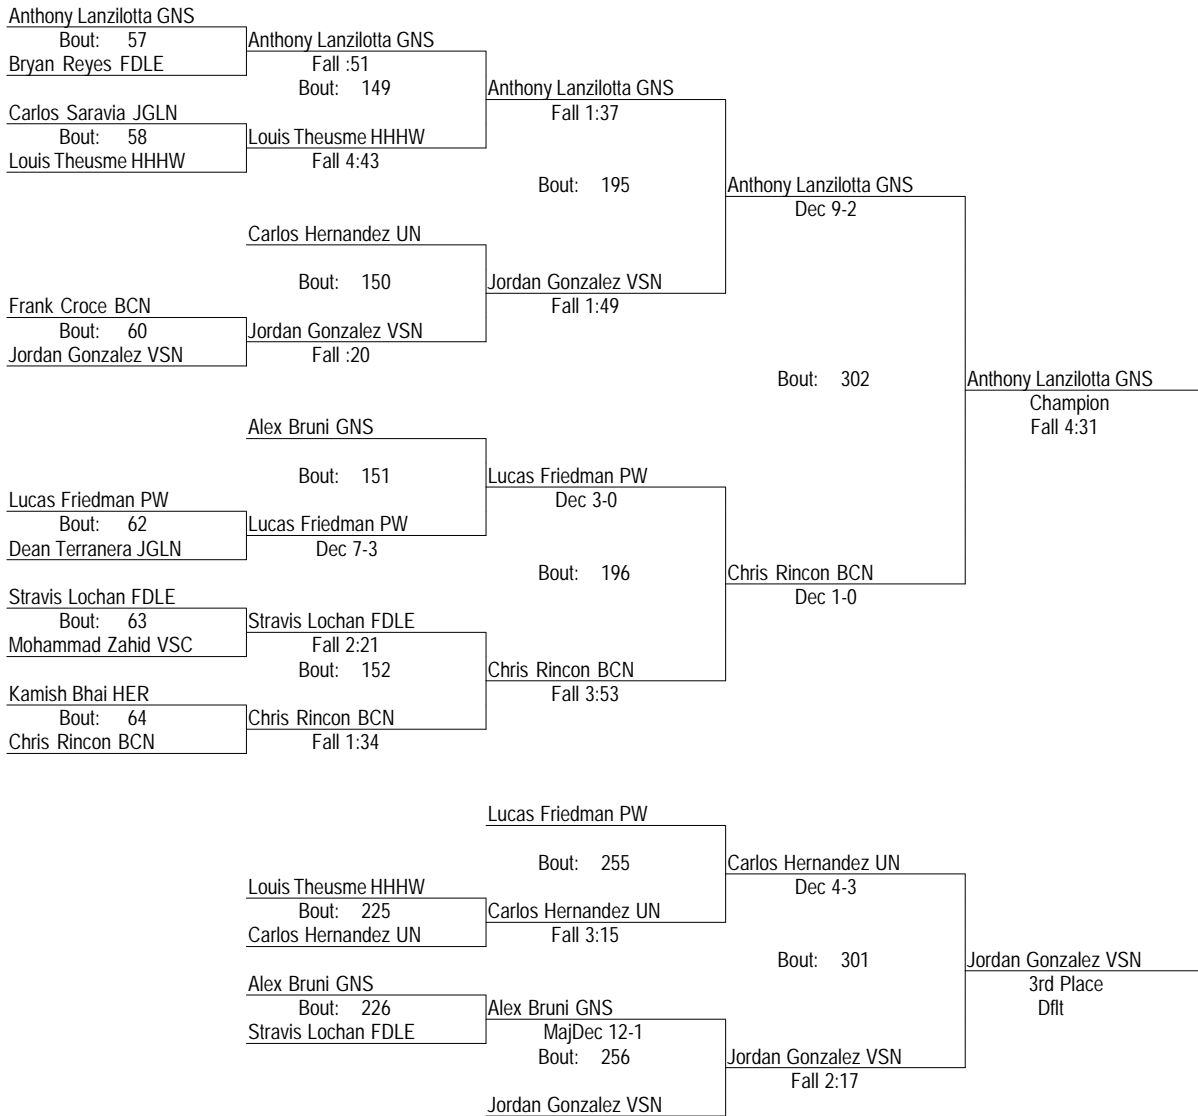 Anthony Lanzilotta GNS
Bout: 57
Bryan Reyes FDLE
Carlos Saravia JGLN
Bout: 58
Louis Theusme HHHW
Frank Croce BCN
Bout: 60
Jordan Gonzalez VSN
Lucas Friedman PW
Bout: 62
Dean Terranera JGLN
Stravis Lochan FDLE
Bout: 63
Mohammad Zahid VSC
Kamish Bhai HER
Bout: 64
Chris Rincon BCN
Anthony Lanzilotta GNS
Fall :51
Bout: 149
Louis Theusme HHHW
Fall 4:43
Carlos Hernandez UN
Bout: 150
Jordan Gonzalez VSN
Fall :20
Alex Bruni GNS
Bout: 151
Lucas Friedman PW
Dec 7-3
Stravis Lochan FDLE
Fall 2:21
Bout: 152
Chris Rincon BCN
Fall 1:34
Anthony Lanzilotta GNS
Fall 1:37
Bout: 195
Jordan Gonzalez VSN
Fall 1:49
Lucas Friedman PW
Dec 3-0
Bout: 196
Chris Rincon BCN
Fall 3:53
Anthony Lanzilotta GNS
Dec 9-2
Bout: 302
Chris Rincon BCN
Dec 1-0
Anthony Lanzilotta GNS
Champion
Fall 4:31
Louis Theusme HHHW
Bout: 225
Carlos Hernandez UN
Alex Bruni GNS
Bout: 226
Stravis Lochan FDLE
Lucas Friedman PW
Bout: 255
Carlos Hernandez UN
Fall 3:15
Alex Bruni GNS
MajDec 12-1
Bout: 256
Jordan Gonzalez VSN
Carlos Hernandez UN
Dec 4-3
Bout: 301
Jordan Gonzalez VSN
Fall 2:17
Jordan Gonzalez VSN
3rd Place
Dflt